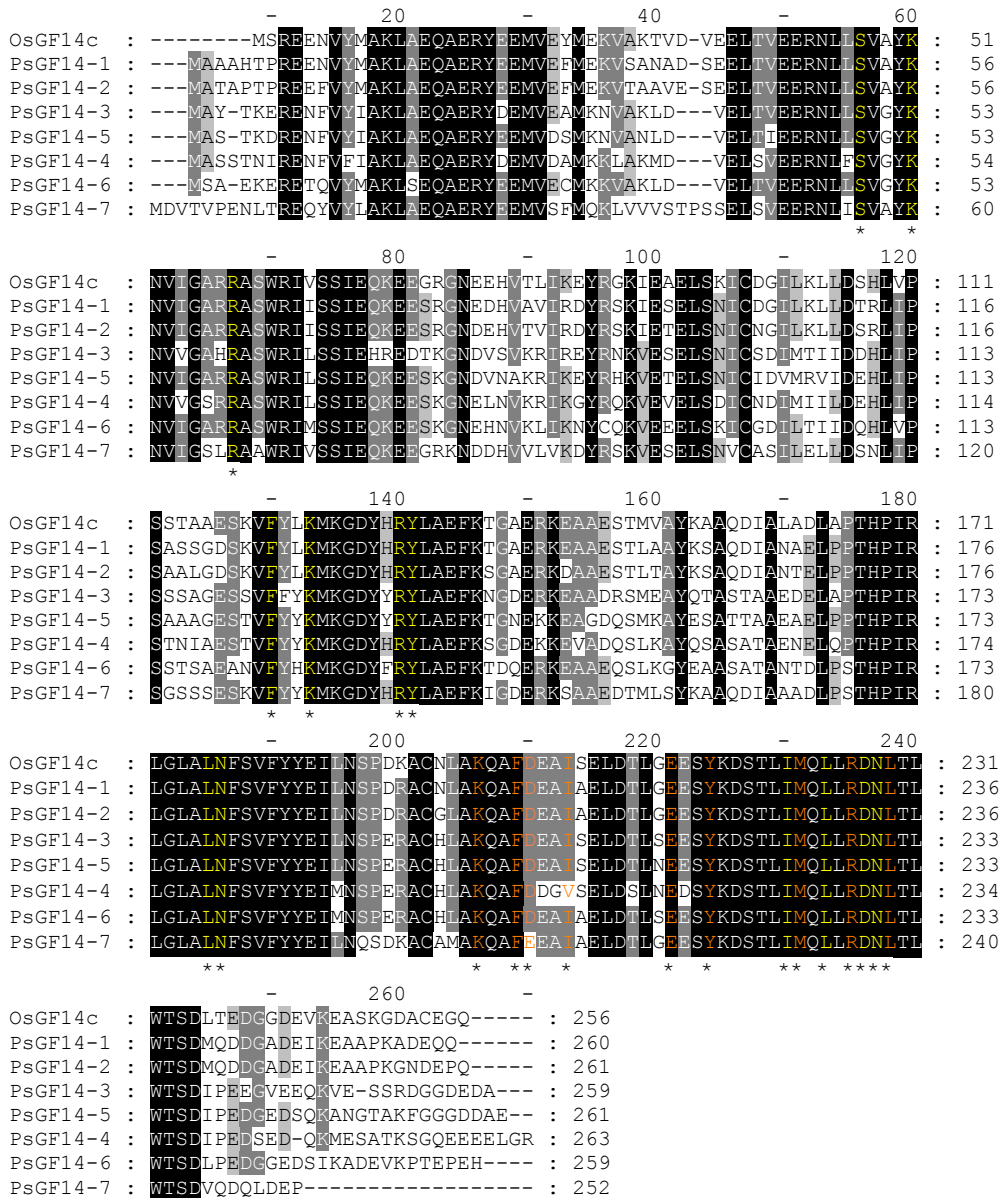 - 20 - 40 - 60
OsGF14c : --------MSREENVYMAKLAEQAERYEEMVEYMEKVAKTVD-VEELTVEERNLLSVAYK : 51
PsGF14-1 : ---MAAAHTPREENVYMAKLAEQAERYEEMVEFMEKVSANAD-SEELTVEERNLLSVAYK : 56
PsGF14-2 : ---MATAPTPREEFVYMAKLAEQAERYEEMVEFMEKVTAAVE-SEELTVEERNLLSVAYK : 56
PsGF14-3 : ---MAY-TKERENFVYIAKLAEQAERYDEMVEAMKNVAKLD---VELTVEERNLLSVGYK : 53
PsGF14-5 : ---MAS-TKDRENFVYIAKLAEQAERYEEMVDSMKNVANLD---VELTIEERNLLSVGYK : 53
PsGF14-4 : ---MASSTNIRENFVFIAKLAEQAERYDEMVDAMKKLAKMD---VELSVEERNLFSVGYK : 54
PsGF14-6 : ---MSA-EKERETQVYMAKLSEQAERYEEMVECMKKVAKLD---VELTVEERNLLSVGYK : 53
PsGF14-7 : MDVTVPENLTREQYVYLAKLAEQAERYEEMVSFMQKLVVVSTPSSELSVEERNLISVAYK : 60
* *
- 80 - 100 - 120
OsGF14c : NVIGARRASWRIVSSIEQKEEGRGNEEHVTLIKEYRGKIEAELSKICDGILKLLDSHLVP : 111
PsGF14-1 : NVIGARRASWRILSSIEQKEESRGNEDHVAVIRDYRSKIESELSNICDGILKLLDTRLIP : 116
PsGF14-2 : NVIGARRASWRIISSIEQKEESRGNDEHVTVIRDYRSKIETELSNICNGILKLLDSRLIP : 116
PsGF14-3 : NVVGAHRASWRILSSIEHREDTKGNDVSVKRIREYRNKVESELSNICSDIMTIIDDHLIP : 113
PsGF14-5 : NVIGARRASWRILSSIEQKEESKGNDVNAKRIKEYRHKVETELSNICIDVMRVIDEHLIP : 113
PsGF14-4 : NVVGSRRASWRILSSIEQKEESKGNELNVKRIKGYRQKVEVELSDICNDIMIILDEHLIP : 114
PsGF14-6 : NVIGARRASWRIMSSIEQKEESKGNEHNVKLIKNYCQKVEEELSKICGDILTIIDQHLVP : 113
PsGF14-7 : NVIGSLRAAWRIVSSIEQKEEGRKNDDHVVLVKDYRSKVESELSNVCASILELLDSNLIP : 120
*
- 140 - 160 - 180
OsGF14c : SSTAAESKVFYLKMKGDYHRYLAEFKTGAERKEAAESTMVAYKAAQDIALADLAPTHPIR : 171
PsGF14-1 : SASSGDSKVFYLKMKGDYHRYLAEFKTGAERKEAAESTLAAYKSAQDIANAELPPTHPIR : 176
PsGF14-2 : SAALGDSKVFYLKMKGDYHRYLAEFKSGAERKDAAESTLTAYKSAQDIANTELPPTHPIR : 176
PsGF14-3 : SSSAGESSVFFYKMKGDYYRYLAEFKNGDERKEAADRSMEAYQTASTAAEDELAPTHPIR : 173
PsGF14-5 : SAAAGESTVFYYKMKGDYYRYLAEFKTGNEKKEAGDQSMKAYESATTAAEAELPPTHPIR : 173
PsGF14-4 : STNIAESTVFYYKMKGDYYRYLAEFKSGDEKKEVADQSLKAYQSASATAENELQPTHPIR : 174
PsGF14-6 : SSTSAEANVFYHKMKGDYFRYLAEFKTDQERKEAAEQSLKGYEAASATANTDLPSTHPIR : 173
PsGF14-7 : SGSSSESKVFYYKMKGDYHRYLAEFKIGDERKSAAEDTMLSYKAAQDIAAADLPSTHPIR : 180
* * **
200 - 220 - 240
OsGF14c : LGLALNFSVFYYEILNSPDKACNLAKQAFDEAISELDTLGEESYKDSTLIMQLLRDNLTL : 231
PsGF14-1 : LGLALNFSVFYYEILNSPDRACNLAKQAFDEAIAELDTLGEESYKDSTLIMQLLRDNLTL : 236
PsGF14-2 : LGLALNFSVFYYEILNSPDRACGLAKQAFDEAIAELDTLGEESYKDSTLIMQLLRDNLTL : 236
PsGF14-3 : LGLALNFSVFYYEILNSPERACHLAKQAFDEAISELDTLSEESYKDSTLIMQLLRDNLTL : 233
PsGF14-5 : LGLALNFSVFYYEILNSPERACHLAKQAFDEAISELDTLNEESYKDSTLIMQLLRDNLTL : 233
PsGF14-4 : LGLALNFSVFYYEIMNSPERACHLAKQAFDDGVSELDSLNEDSYKDSTLIMQLLRDNLTL : 234
PsGF14-6 : LGLALNFSVFYYEIMNSPERACHLAKQAFDEAIAELDTLSEESYKDSTLIMQLLRDNLTL : 233
PsGF14-7 : LGLALNFSVFYYEILNQSDKACAMAKQAFEEAIAELDTLGEESYKDSTLIMQLLRDNLTL : 240
** * ** * * * ** * ****
- 260 -
OsGF14c : WTSDLTEDGGDEVKEASKGDACEGQ----- : 256
PsGF14-1 : WTSDMQDDGADEIKEAAPKADEQQ------ : 260
PsGF14-2 : WTSDMQDDGADEIKEAAPKGNDEPQ----- : 261
PsGF14-3 : WTSDIPEEGVEEQKVE-SSRDGGDEDA--- : 259
PsGF14-5 : WTSDIPEDGEDSQKANGTAKFGGGDDAE-- : 261
PsGF14-4 : WTSDIPEDSED-QKMESATKSGQEEEELGR : 263
PsGF14-6 : WTSDLPEDGGEDSIKADEVKPTEPEH---- : 259
PsGF14-7 : WTSDVQDQLDEP------------------ : 252